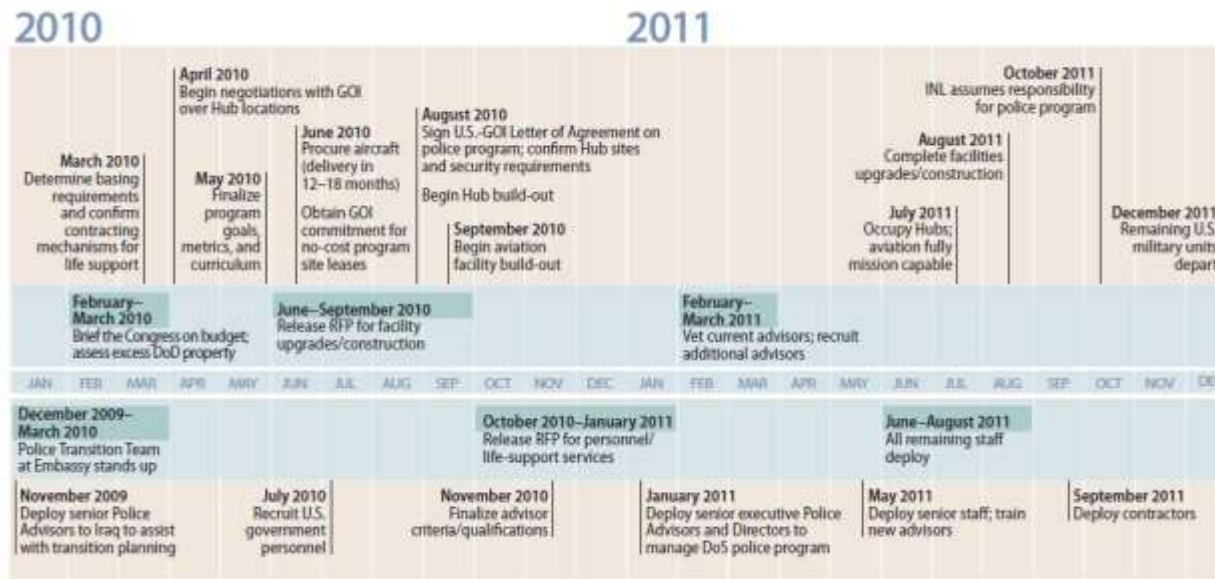 2010
2011
April 2010
Begin negotiations with GOI
over Hub locations
March 2010
Determine basing
requirements
and confirm
contracting
mechanisms for
life support
May 2010
Finalize
program
goals,
metrics, and
curriculum
June 2010
Procure aircraft
(delivery in
12–18 months)
Obtain GOI
commitment for
no-cost program
site leases
August 2010
Sign U.S.-GOI Letter of Agreement on
police program; confirm Hub sites
and security requirements
Begin Hub build-out
September 2010
Begin aviation
facility build-out
October 2011
INL assumes responsibility
for police program
August 2011
Complete facilities
upgrades/construction
July 2011
Occupy Hubs;
aviation fully
mission capable
December 2011
Remaining U.S.
military units
depart
February–
March 2010
Brief the Congress on budget;
assess excess DoD property
June–September 2010
Release RFP for facility
upgrades/construction
February–
March 2011
Vet current advisors; recruit
additional advisors
JAN FEB MAR APR MAY JUN JUL AUG SEP OCT NOV DEC JAN FEB MAR APR MAY JUN JUL AUG SEP OCT NOV DE
December 2009–
March 2010
Police Transition Team
at Embassy stands up
October 2010–January 2011
Release RFP for personnel/
life-support services
June–August 2011
All remaining staff
deploy
November 2009
Deploy senior Police
Advisors to Iraq to assist
with transition planning
July 2010
Recruit U.S.
government
personnel
November 2010
Finalize advisor
criteria/qualifications
January 2011
Deploy senior executive Police
Advisors and Directors to
manage DoS police program
May 2011
Deploy senior staff; train
new advisors
September 2011
Deploy contractors